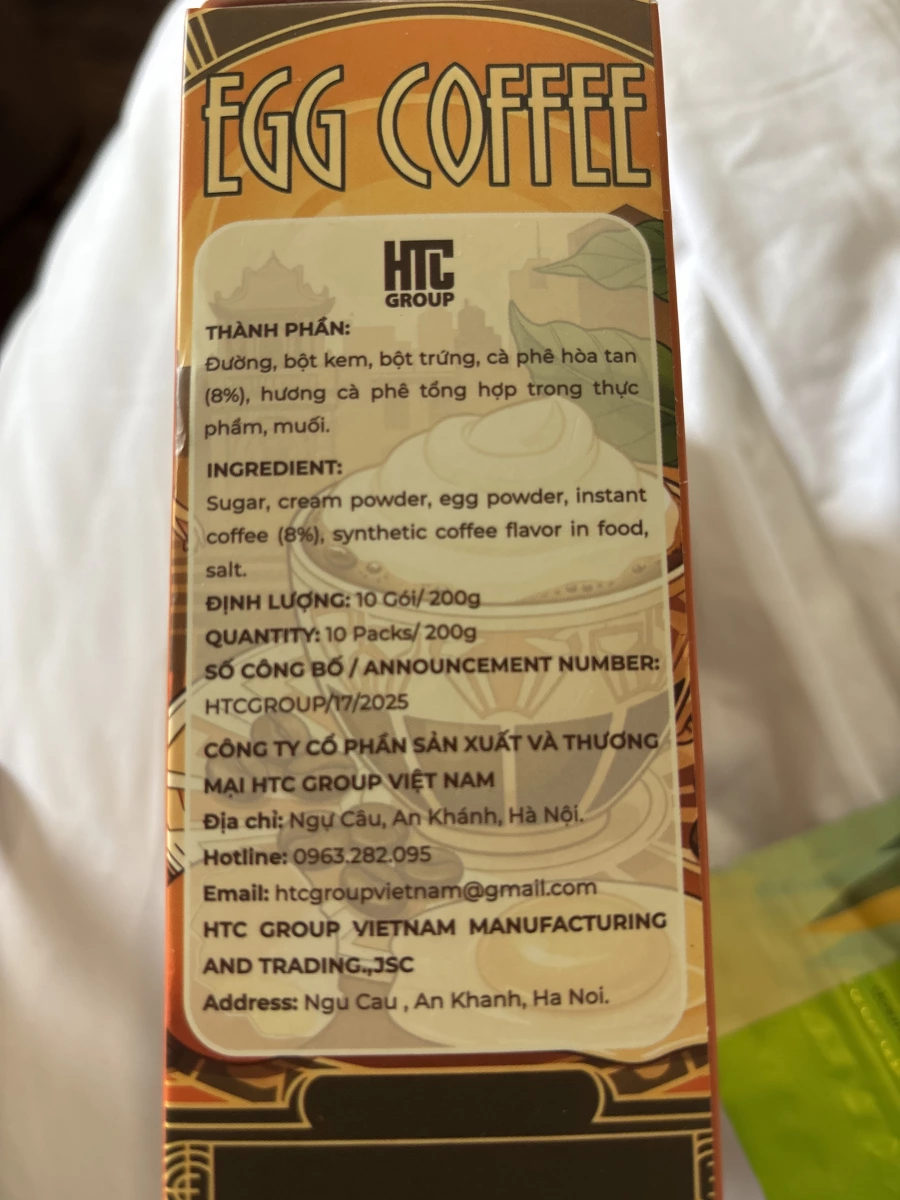 EGG COFFEE
HTC
GROUP
THÀNH PHẦN:
Đường, bột kem, bột trứng, cà phê hòa tan
(8%), hương cà phê tổng hợp trong thực
phẩm, muối.
INGREDIENT:
Sugar, cream powder, egg powder, instant
coffee (8%), synthetic coffee flavor in food,
salt.
ĐỊNH LƯỢNG: 10 Gói/ 200g
QUANTITY: 10 Packs/ 200g
SỐ CÔNG BỐ / ANNOUNCEMENT NUMBER:
HTCGROUP/17/2025
CÔNG TY CỔ PHẦN SẢN XUẤT VÀ THƯƠNG
MẠI HTC GROUP VIỆT NAM
Địa chỉ: Ngự Câu, An Khánh, Hà Nội.
Hotline: 0963.282.095
Email: htcgroupvietnam@gmail.com
HTC GROUP VIETNAM MANUFACTURING
AND TRADING.,JSC
Address: Ngu Cau , An Khanh, Ha Noi.